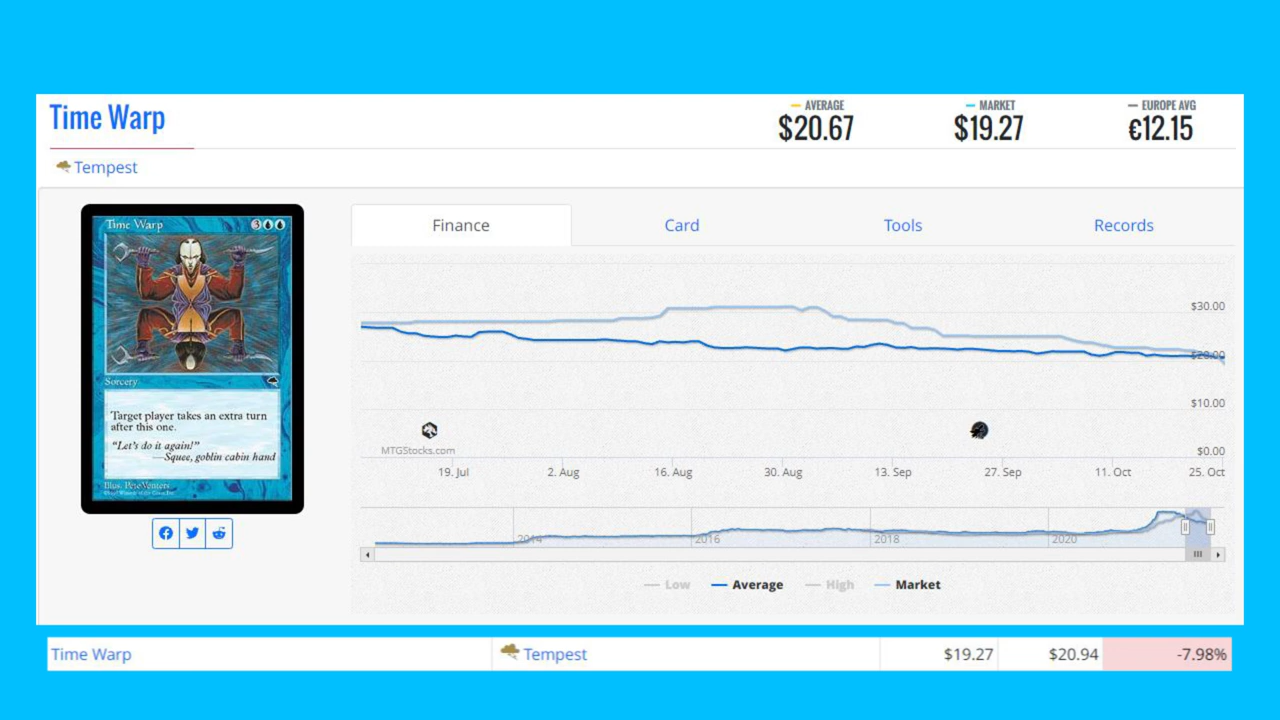 Time Warp
AVERAGE
$20.67
MARKET
$19.27
EUROPE AVG
€12.15
Tempest
Time Warp 3
Sorcery
Target player takes an extra turn
after this one.
"Let's do it again!"
—Squee, goblin cabin hand
Illus. Pete Venters
Finance
Card
Tools
Records
$30.00
$20.00
$10.00
$0.00
MTGStocks.com
19. Jul
2. Aug
16. Aug
30. Aug
13. Sep
27. Sep
11. Oct
25. Oct
2014
2016
2018
2020
Low
Average
High
Market
Time Warp
Tempest
$19.27
$20.94
-7.98%